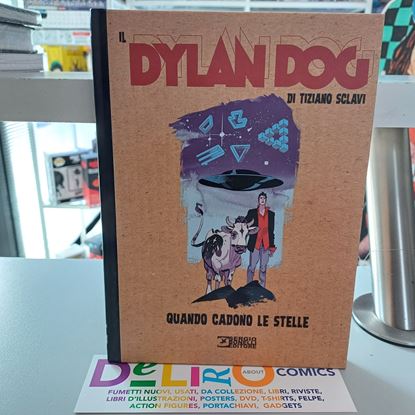 IL
DYLAN DOG
DI TIZIANO SCLAVI
QUANDO CADONO LE STELLE
SERGIO
BONELLI
EDITORE
DELIRO
ABOUT
COMICS
FUMETTI NUOVI, USATI, DA COLLEZIONE, LIBRI, RIVISTE,
LIBRI D'ILLUSTRAZIONI, POSTERS, DVD, T-SHIRTS, FELPE,
ACTION FIGURES, PORTACHIAVI, GADGETS